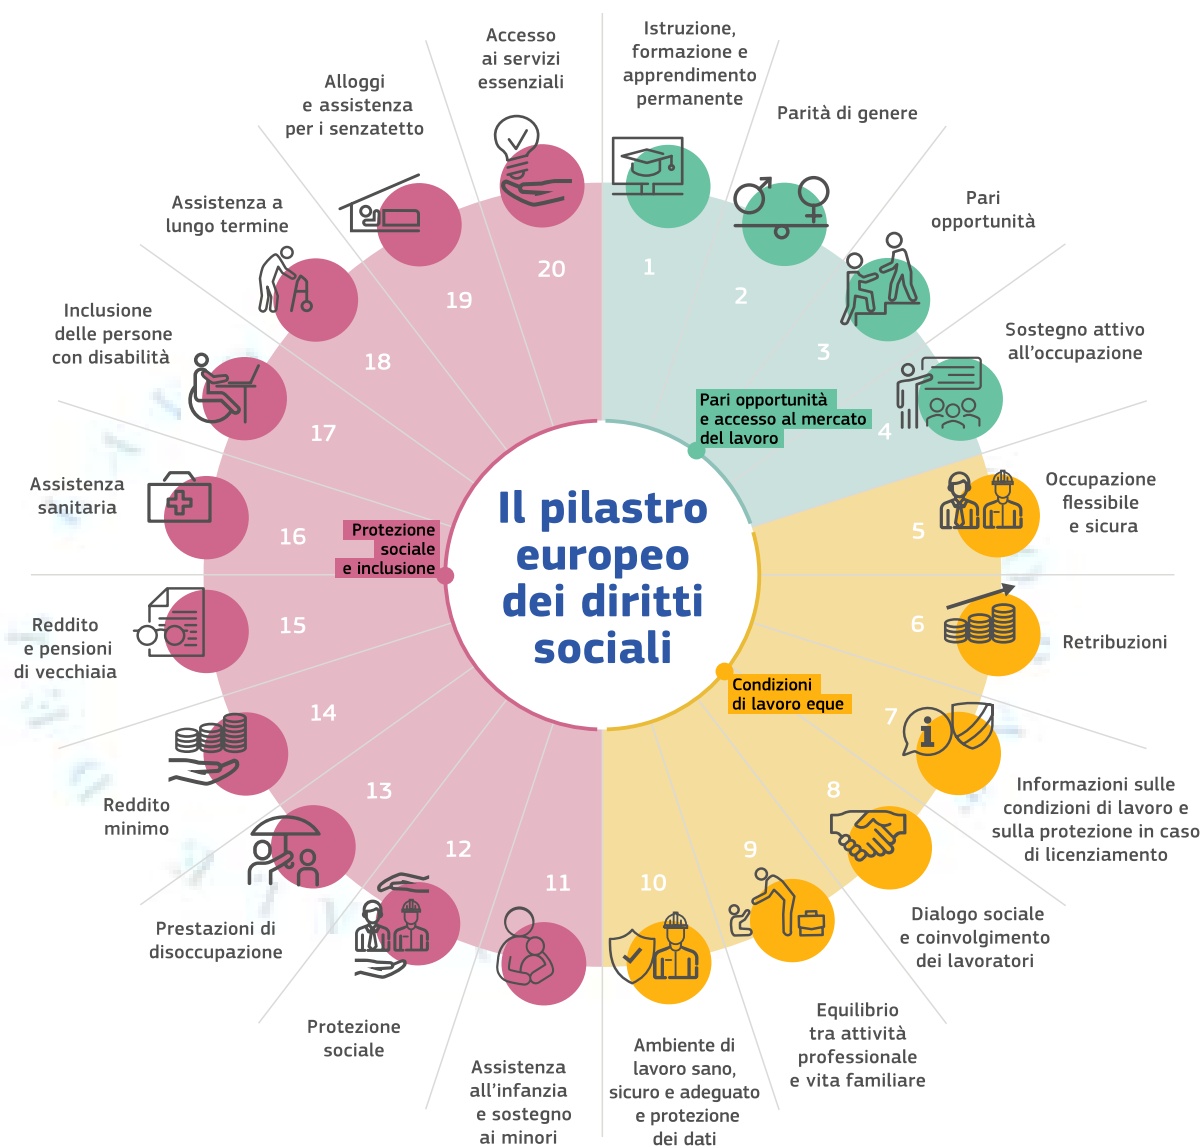 Il pilastro
europeo
dei diritti
sociali
Pari opportunità
e accesso al mercato
del lavoro
1
Istruzione,
formazione e
apprendimento
permanente
2
Parità di genere
3
Pari
opportunità
4
Sostegno attivo
all’occupazione
Condizioni
di lavoro eque
5
Occupazione
flessibile
e sicura
6
Retribuzioni
7
Informazioni sulle
condizioni di lavoro e
sulla protezione in caso
di licenziamento
8
Dialogo sociale
e coinvolgimento
dei lavoratori
9
Equilibrio
tra attività
professionale
e vita familiare
10
Ambiente di
lavoro sano,
sicuro e adeguato
e protezione
dei dati
Protezione
sociale
e inclusione
11
Assistenza
all’infanzia
e sostegno
ai minori
12
Protezione
sociale
13
Prestazioni di
disoccupazione
14
Reddito
minimo
15
Reddito
e pensioni
di vecchiaia
16
Assistenza
sanitaria
17
Inclusione
delle persone
con disabilità
18
Assistenza a
lungo termine
19
Alloggi
e assistenza
per i senzatetto
20
Accesso
ai servizi
essenziali